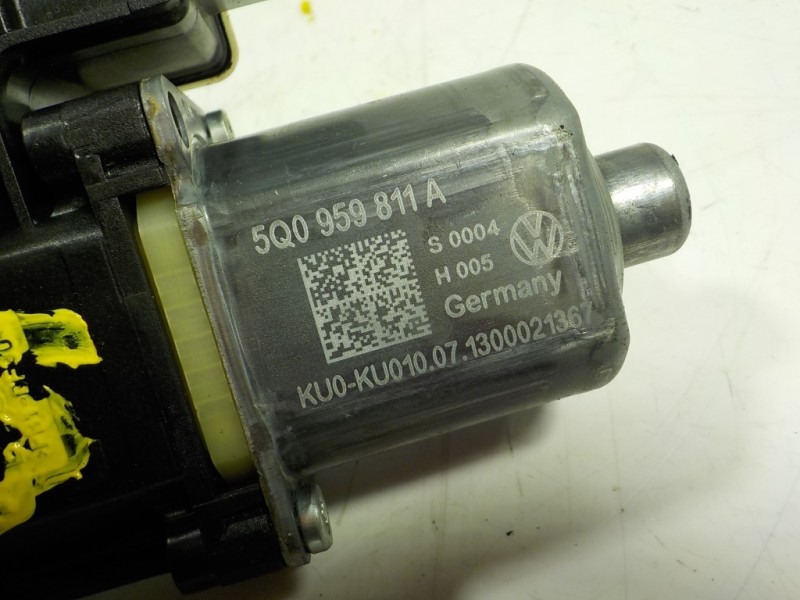 5Q0 959 811 A
S 0004
H 005
Germany
KU0-KU010.07.1300021367